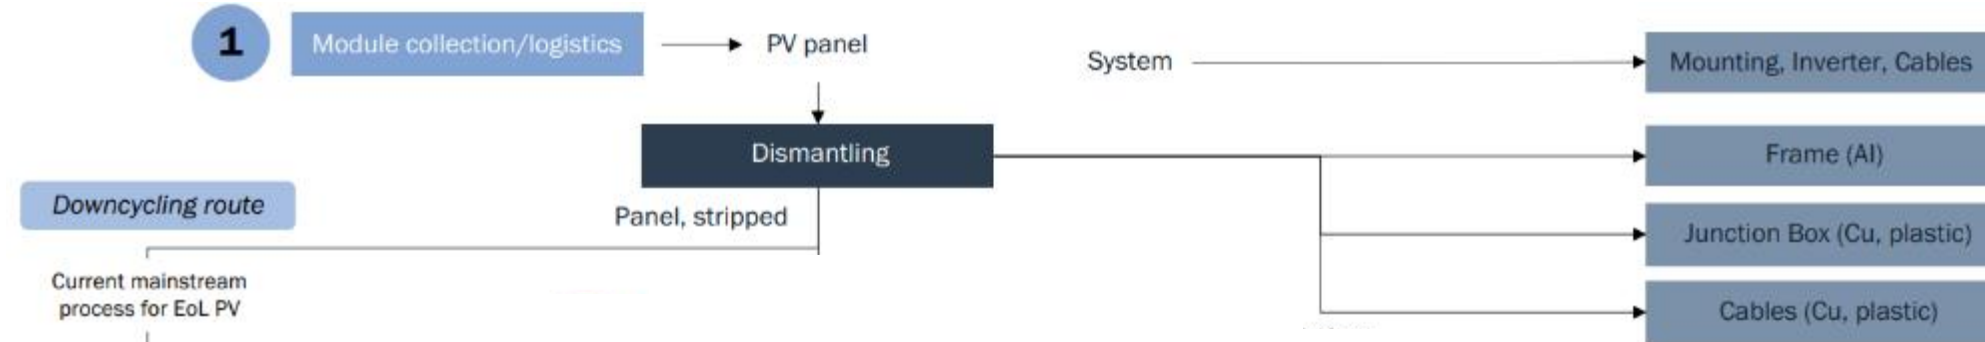 1
Module collection/logistics
PV panel
System
Mounting, Inverter, Cables
Dismantling
Frame (Al)
Downcycling route
Panel, stripped
Junction Box (Cu, plastic)
Current mainstream
process for EoL PV
Cables (Cu, plastic)